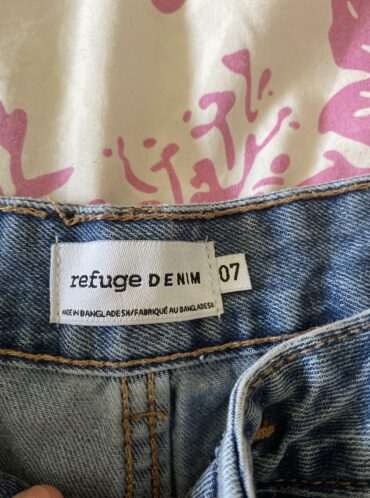 refuge DENIM
07
MADE IN BANGLADESH/FABRIQUÉ AU BANGLADESH